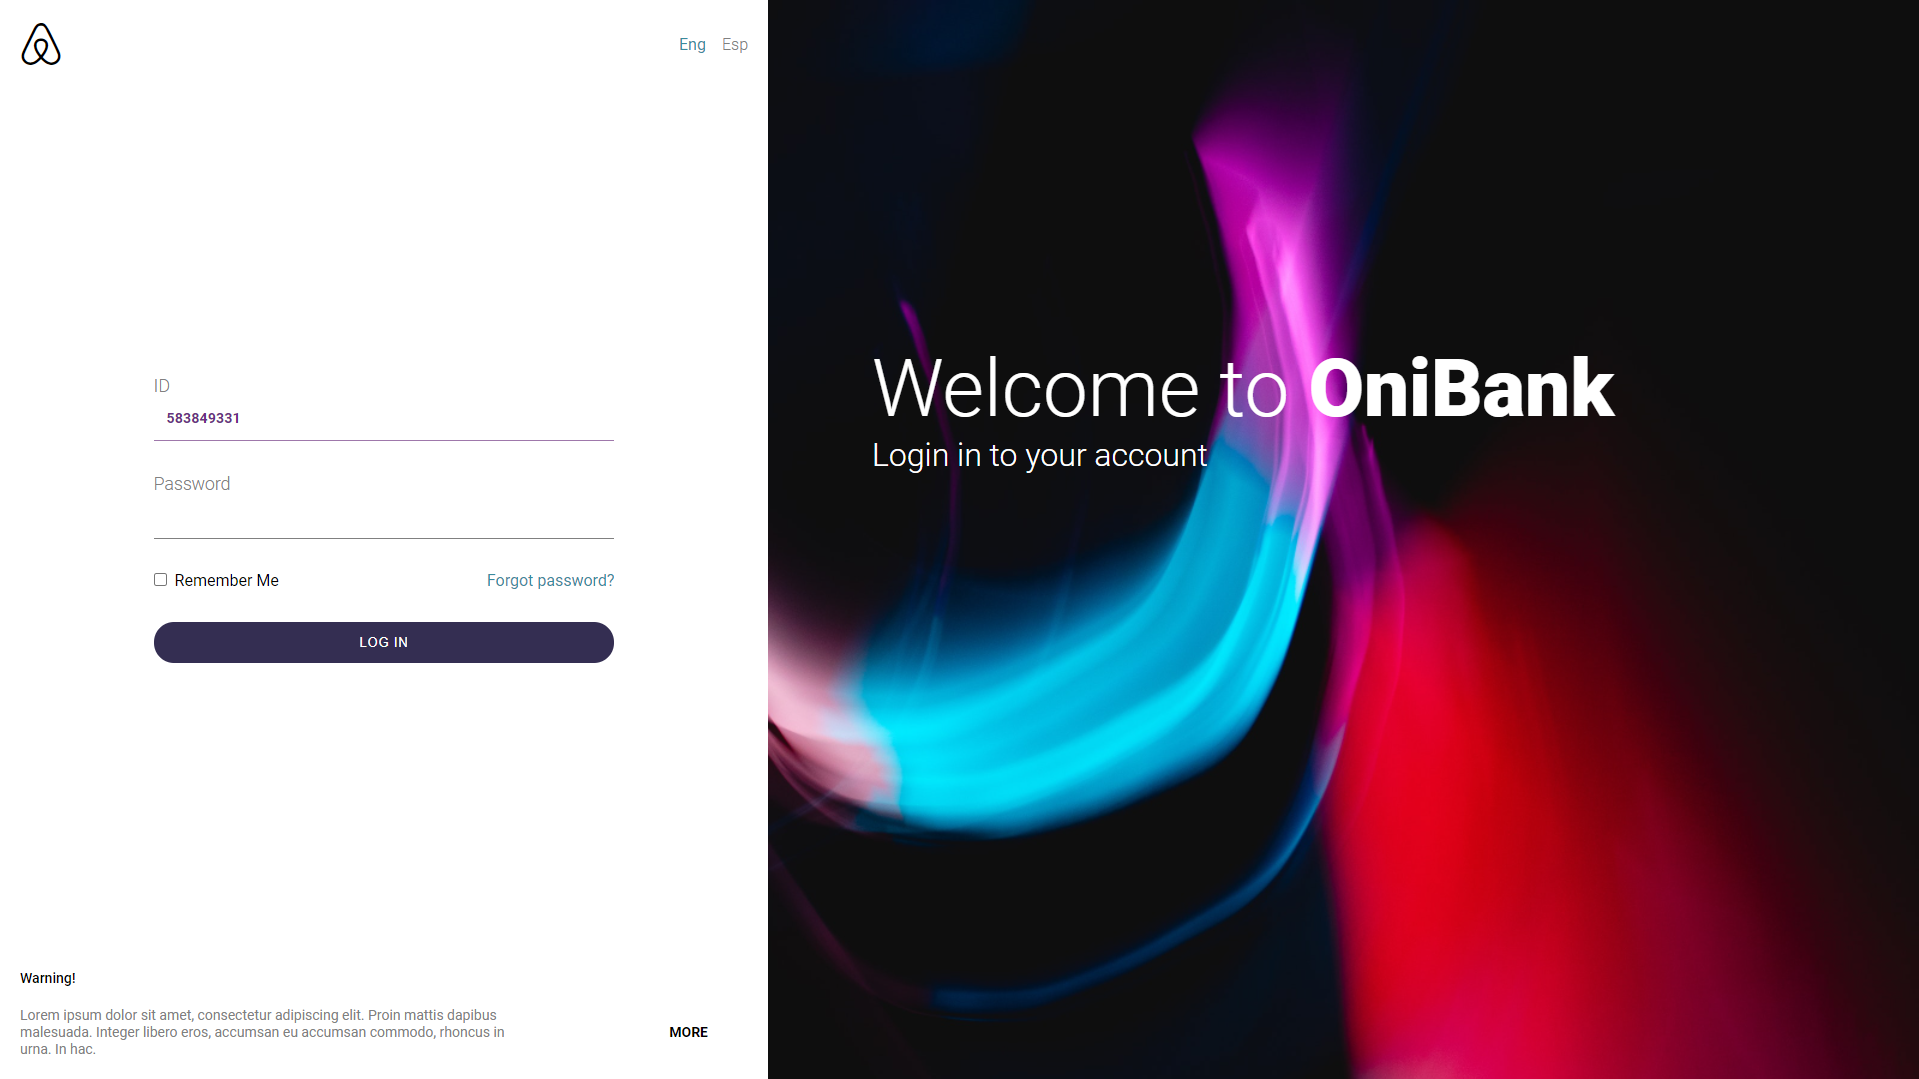 Eng Esp
ID
583849331
Password
Remember Me Forgot password?
LOG IN
Warning!
Lorem ipsum dolor sit amet, consectetur adipiscing elit. Proin mattis dapibus
malesuada. Integer libero eros, accumsan eu accumsan commodo, rhoncus in
urna. In hac.
MORE
Welcome to OniBank
Login in to your account